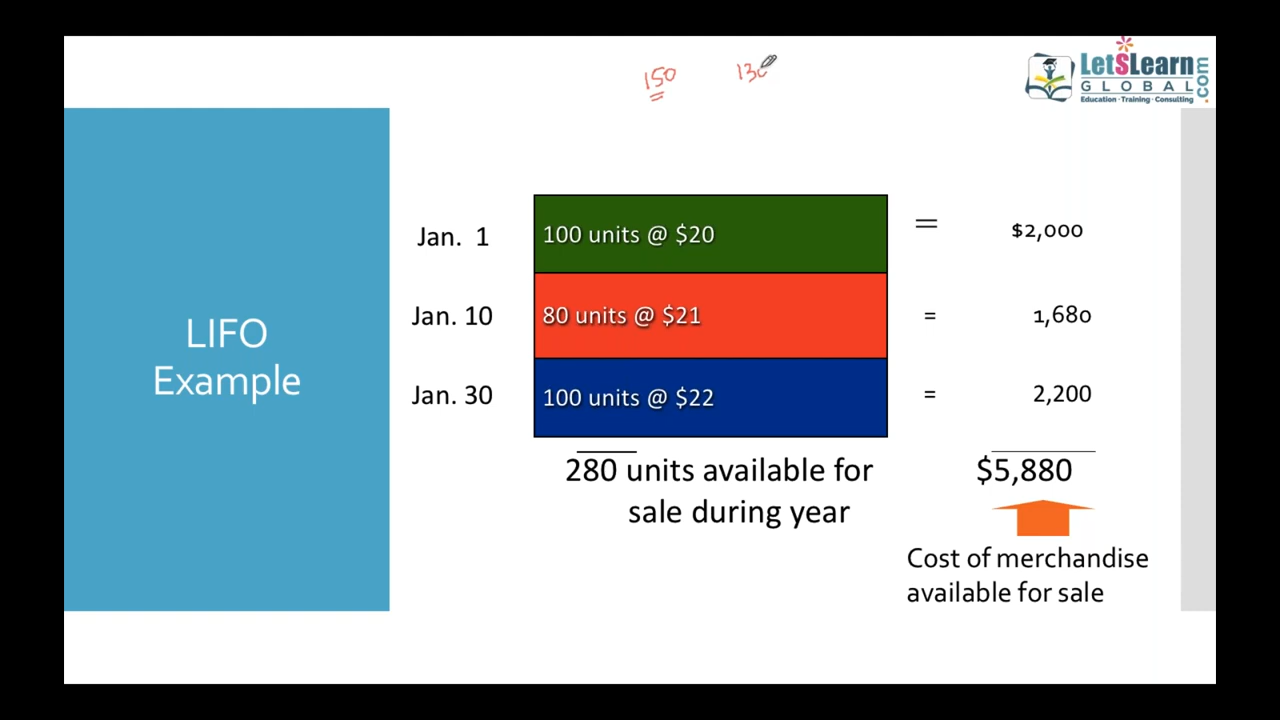 150 130
LetSLearn
GLOBAL
.com
Education · Training · Consulting
LIFO
Example
Jan. 1 100 units @ $20 = $2,000
Jan. 10 80 units @ $21 = 1,680
Jan. 30 100 units @ $22 = 2,200
280 units available for
sale during year
$5,880
Cost of merchandise
available for sale